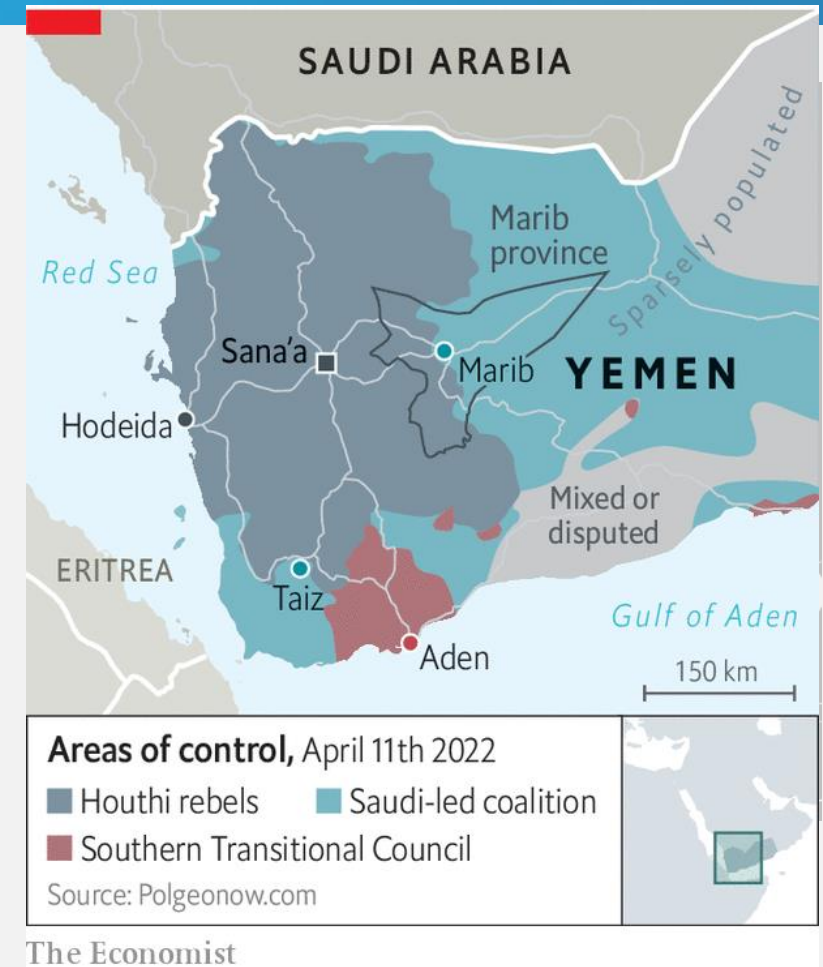 SAUDI ARABIA
Sparsely populated
Marib
province
Red Sea
Sana’a
Marib
YEMEN
Hodeida
Mixed or
disputed
ERITREA
Taiz
Gulf of Aden
Aden
150 km
Areas of control, April 11th 2022
Houthi rebels Saudi-led coalition
Southern Transitional Council
Source: Polgeonow.com
The Economist